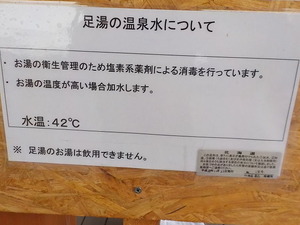 足湯の温泉水について
・お湯の衛生管理のため塩素系薬剤による消毒を行っています。
・お湯の温度が高い場合加水します。
水温：42℃
※ 足湯のお湯は飲用できません。
北海道